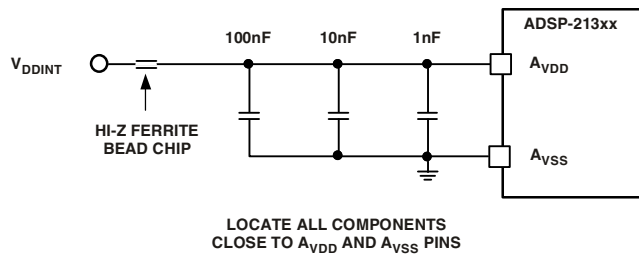 ADSP-213xx
100nF 10nF 1nF
VDDINT
AVDD
HI-Z FERRITE
BEAD CHIP
AVSS
LOCATE ALL COMPONENTS
CLOSE TO AVDD AND AVSS PINS